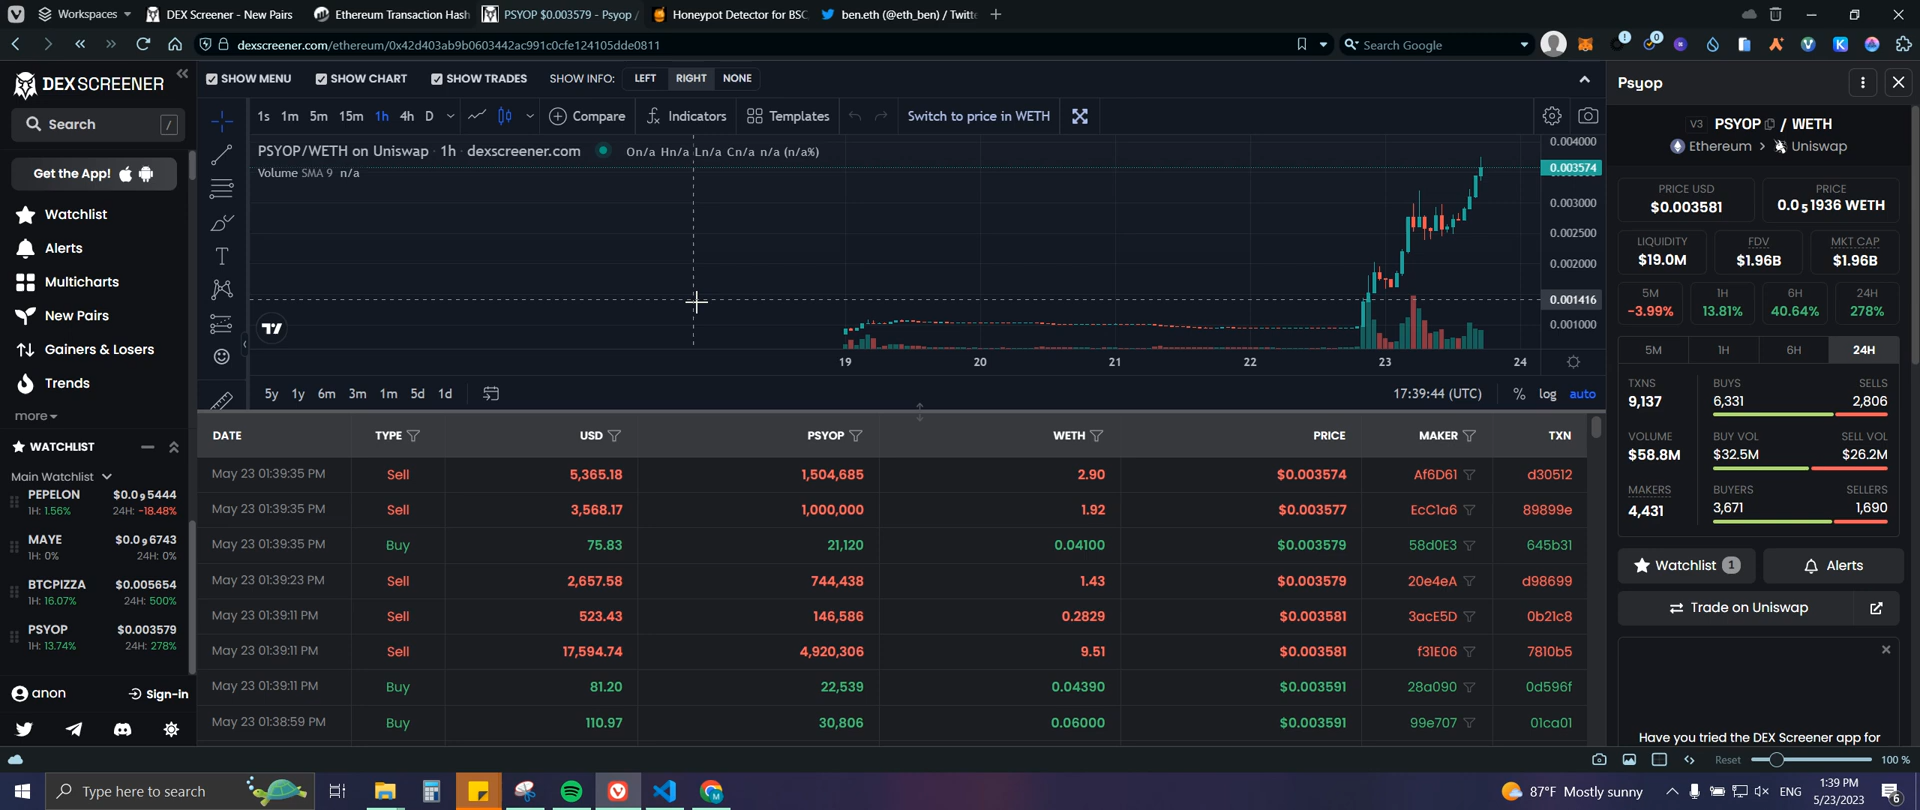 Workspaces
DEX Screener - New Pairs
Ethereum Transaction Hash
PSYOP $0.003579 - Psyop /
Honeypot Detector for BSC,
ben.eth (@eth_ben) / Twitte
dexscreener.com/ethereum/0x42d403ab9b0603442ac991c0cfe124105dde0811
Search Google
DEX SCREENER
Search /
Get the App!
Watchlist
Alerts
Multicharts
New Pairs
Gainers & Losers
Trends
more
WATCHLIST
Main Watchlist
PEPELON $0.0₉5444
1H: 1.56% 24H: -18.48%
MAYE $0.0₆6743
1H: 0% 24H: 0%
BTCPIZZA $0.005654
1H: 16.07% 24H: 500%
PSYOP $0.003579
1H: 13.74% 24H: 278%
anon Sign-in
SHOW MENU SHOW CHART SHOW TRADES SHOW INFO: LEFT RIGHT NONE
1s 1m 5m 15m 1h 4h D Compare Indicators Templates Switch to price in WETH
PSYOP/WETH on Uniswap · 1h · dexscreener.com On/a Hn/a Ln/a Cn/a n/a (n/a%)
Volume SMA 9 n/a
0.004000
0.003574
0.003000
0.002500
0.002000
0.001416
0.001000
19 20 21 22 23 24
5y 1y 6m 3m 1m 5d 1d 17:39:44 (UTC) % log auto
DATE TYPE USD PSYOP WETH PRICE MAKER TXN
May 23 01:39:35 PM Sell 5,365.18 1,504,685 2.90 $0.003574 Af6D61 d30512
May 23 01:39:35 PM Sell 3,568.17 1,000,000 1.92 $0.003577 EcC1a6 89899e
May 23 01:39:35 PM Buy 75.83 21,120 0.04100 $0.003579 58d0E3 645b31
May 23 01:39:23 PM Sell 2,657.58 744,438 1.43 $0.003579 20e4eA d98699
May 23 01:39:11 PM Sell 523.43 146,586 0.2829 $0.003581 3acE5D 0b21c8
May 23 01:39:11 PM Sell 17,594.74 4,920,306 9.51 $0.003581 f31E06 7810b5
May 23 01:39:11 PM Buy 81.20 22,539 0.04390 $0.003591 28a090 0d596f
May 23 01:38:59 PM Buy 110.97 30,806 0.06000 $0.003591 99e707 01ca01
Psyop
V3 PSYOP / WETH
Ethereum > Uniswap
PRICE USD
$0.003581
PRICE
0.0₅1936 WETH
LIQUIDITY
$19.0M
FDV
$1.96B
MKT CAP
$1.96B
5M
-3.99%
1H
13.81%
6H
40.64%
24H
278%
5M 1H 6H 24H
TXNS
9,137
BUYS
6,331
SELLS
2,806
VOLUME
$58.8M
BUY VOL
$32.5M
SELL VOL
$26.2M
MAKERS
4,431
BUYERS
3,671
SELLERS
1,690
Watchlist 1
Alerts
Trade on Uniswap
Have you tried the DEX Screener app for
Reset 100 %
Type here to search
87°F Mostly sunny
ENG
1:39 PM
5/23/2023
6